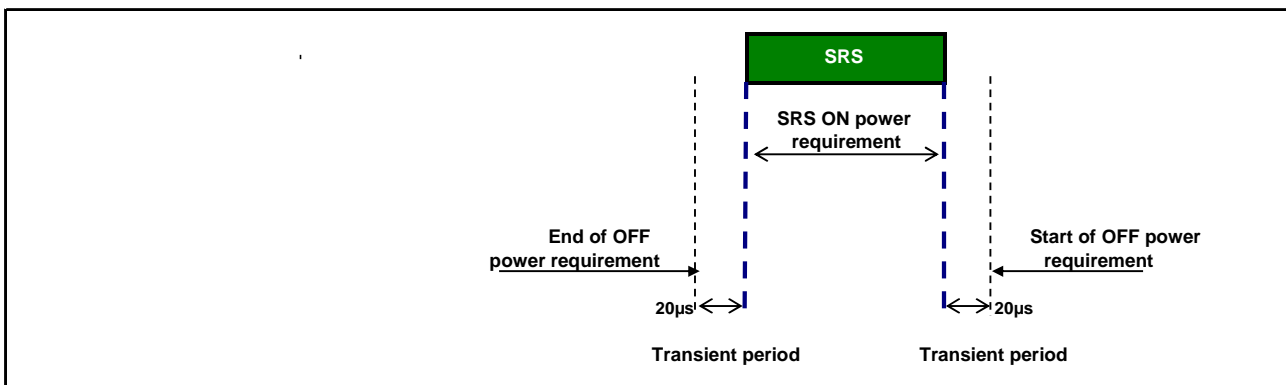 SRS
SRS ON power
requirement
End of OFF
power requirement
Start of OFF power
requirement
20µs
20µs
Transient period
Transient period